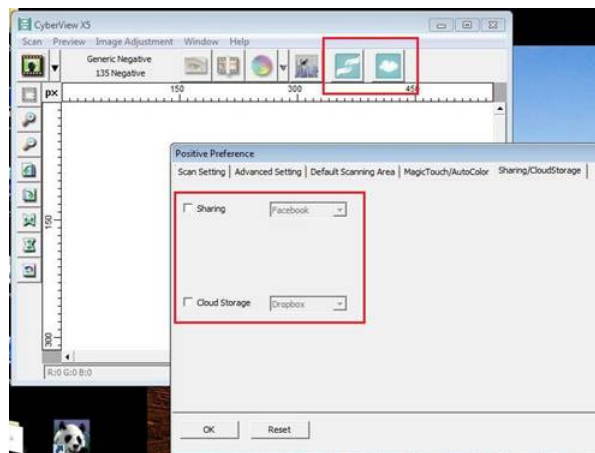 CyberView X5
Scan Preview Image Adjustment Window Help
Generic Negative
135 Negative
px
150 300 450
150
300
R:0 G:0 B:0
Positive Preference
Scan Setting Advanced Setting Default Scanning Area MagicTouch/AutoColor Sharing/CloudStorage
Sharing Facebook
Cloud Storage Dropbox
OK Reset